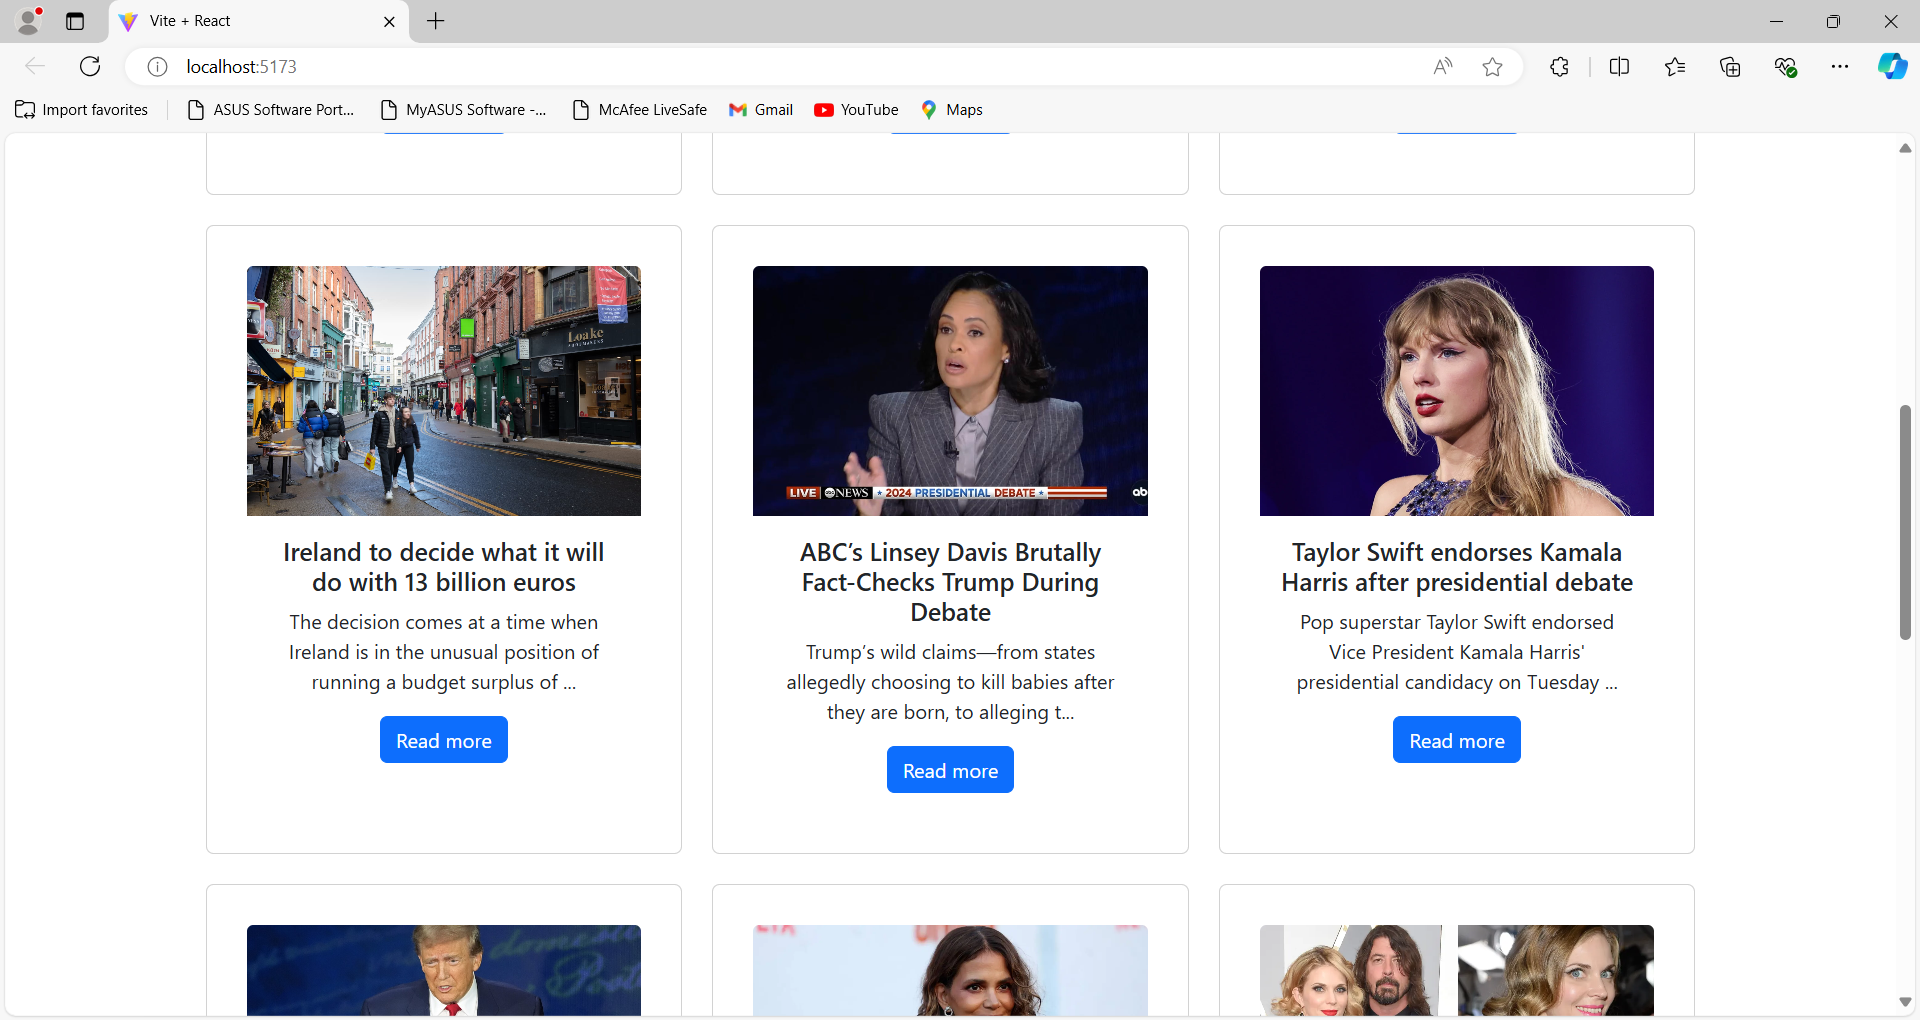 Vite + React
localhost:5173
Import favorites
ASUS Software Port...
MyASUS Software -...
McAfee LiveSafe
Gmail
YouTube
Maps
Loake
LIVE abc NEWS ★ 2024 PRESIDENTIAL DEBATE ★
ab
Ireland to decide what it will
do with 13 billion euros
The decision comes at a time when
Ireland is in the unusual position of
running a budget surplus of ...
Read more
ABC’s Linsey Davis Brutally
Fact-Checks Trump During
Debate
Trump’s wild claims—from states
allegedly choosing to kill babies after
they are born, to alleging t...
Read more
Taylor Swift endorses Kamala
Harris after presidential debate
Pop superstar Taylor Swift endorsed
Vice President Kamala Harris'
presidential candidacy on Tuesday ...
Read more